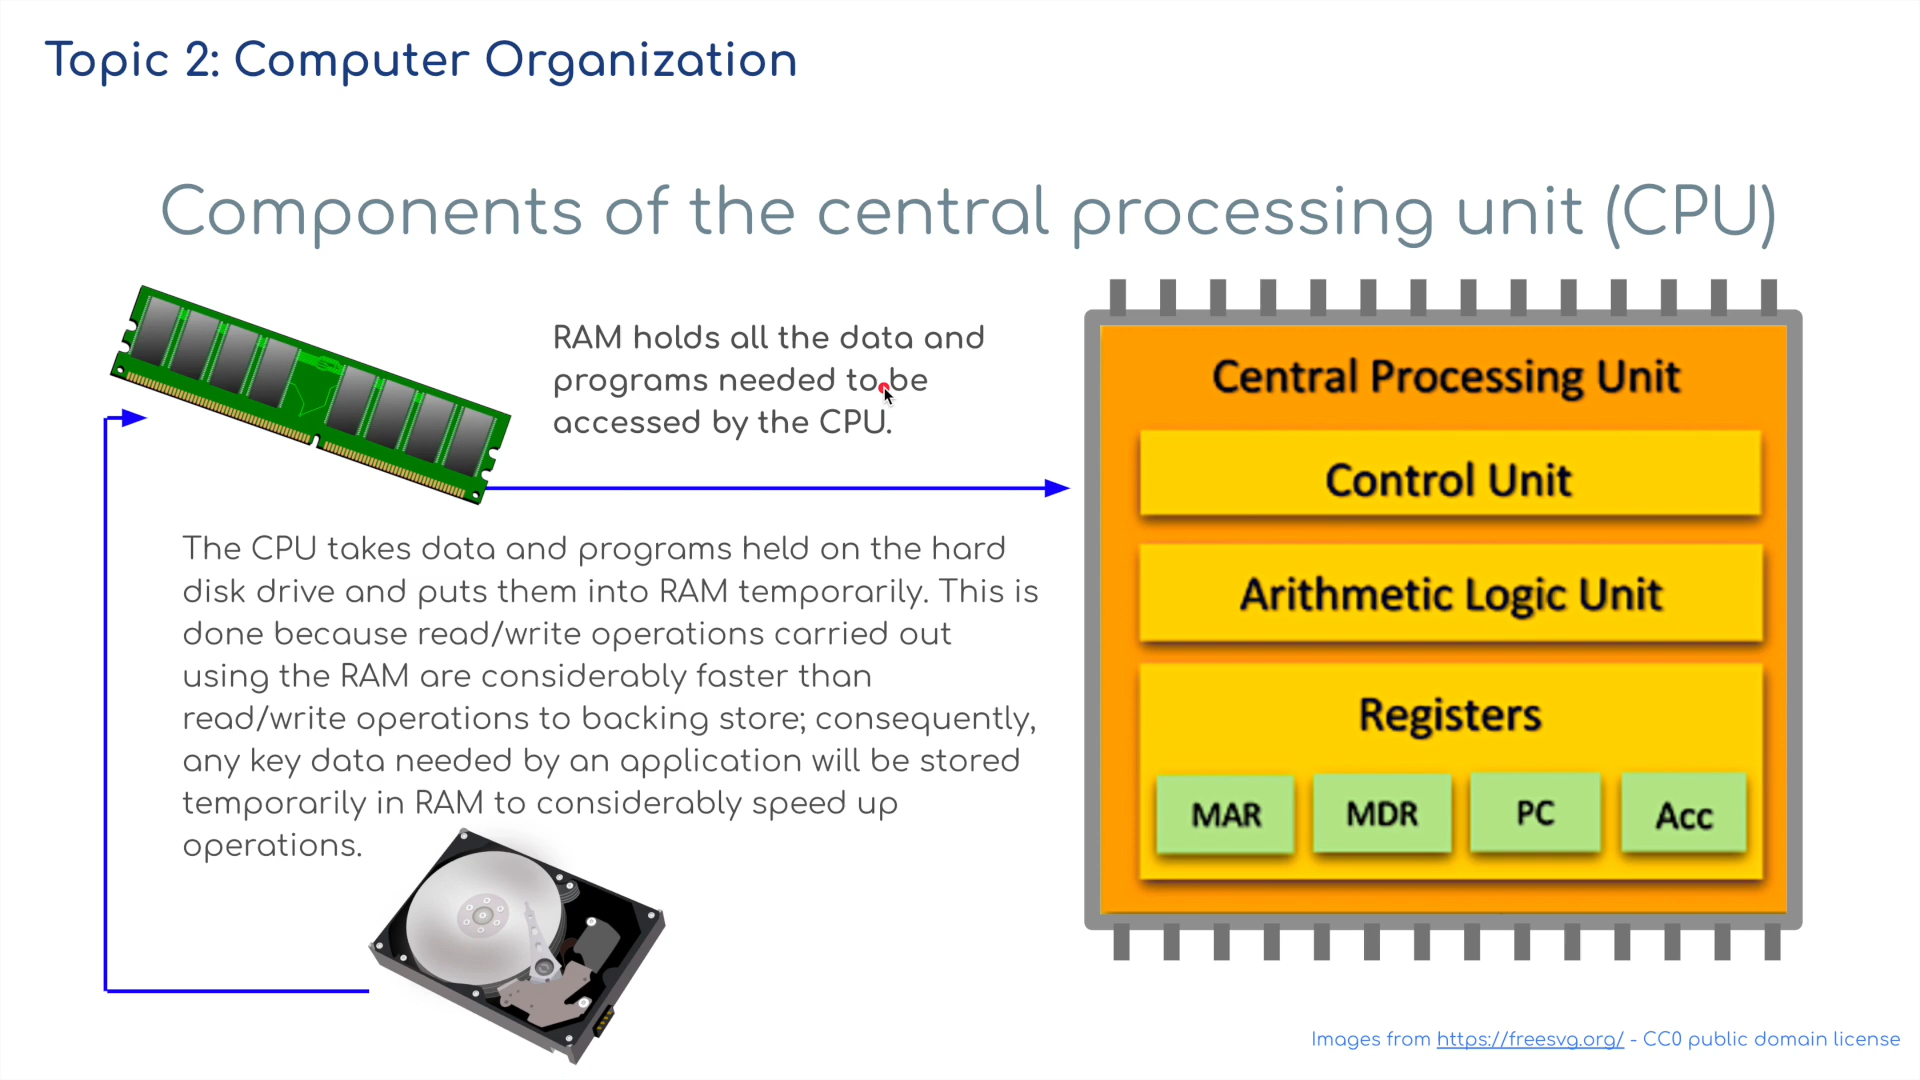 Topic 2: Computer Organization
Components of the central processing unit (CPU)
RAM holds all the data and
programs needed to be
accessed by the CPU.
The CPU takes data and programs held on the hard
disk drive and puts them into RAM temporarily. This is
done because read/write operations carried out
using the RAM are considerably faster than
read/write operations to backing store; consequently,
any key data needed by an application will be stored
temporarily in RAM to considerably speed up
operations.
Central Processing Unit
Control Unit
Arithmetic Logic Unit
Registers
MAR
MDR
PC
Acc
Images from https://freesvg.org/ - CC0 public domain license